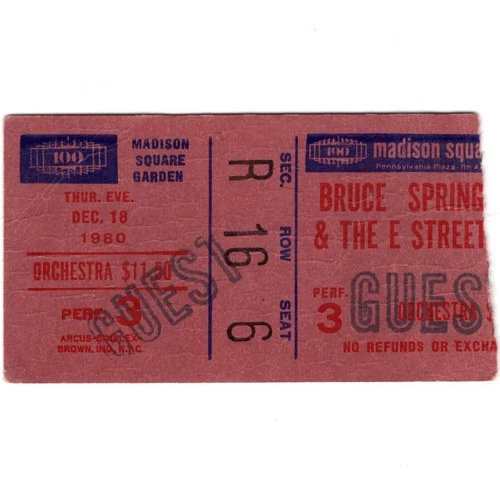 100
MADISON
SQUARE
GARDEN
THUR. EVE.
DEC. 18
1980
ORCHESTRA $11.50
PERF. 3
ARCUS-SIMPLEX-
BROWN, INC. N.Y.C.
GUEST
SEC. ROW SEAT
R 16 6
100
madison squa
Pennsylvania Plaza, 7th A
BRUCE SPRING
& THE E STREET
PERF.
3
ORCHESTRA $
GUES
NO REFUNDS OR EXCHA